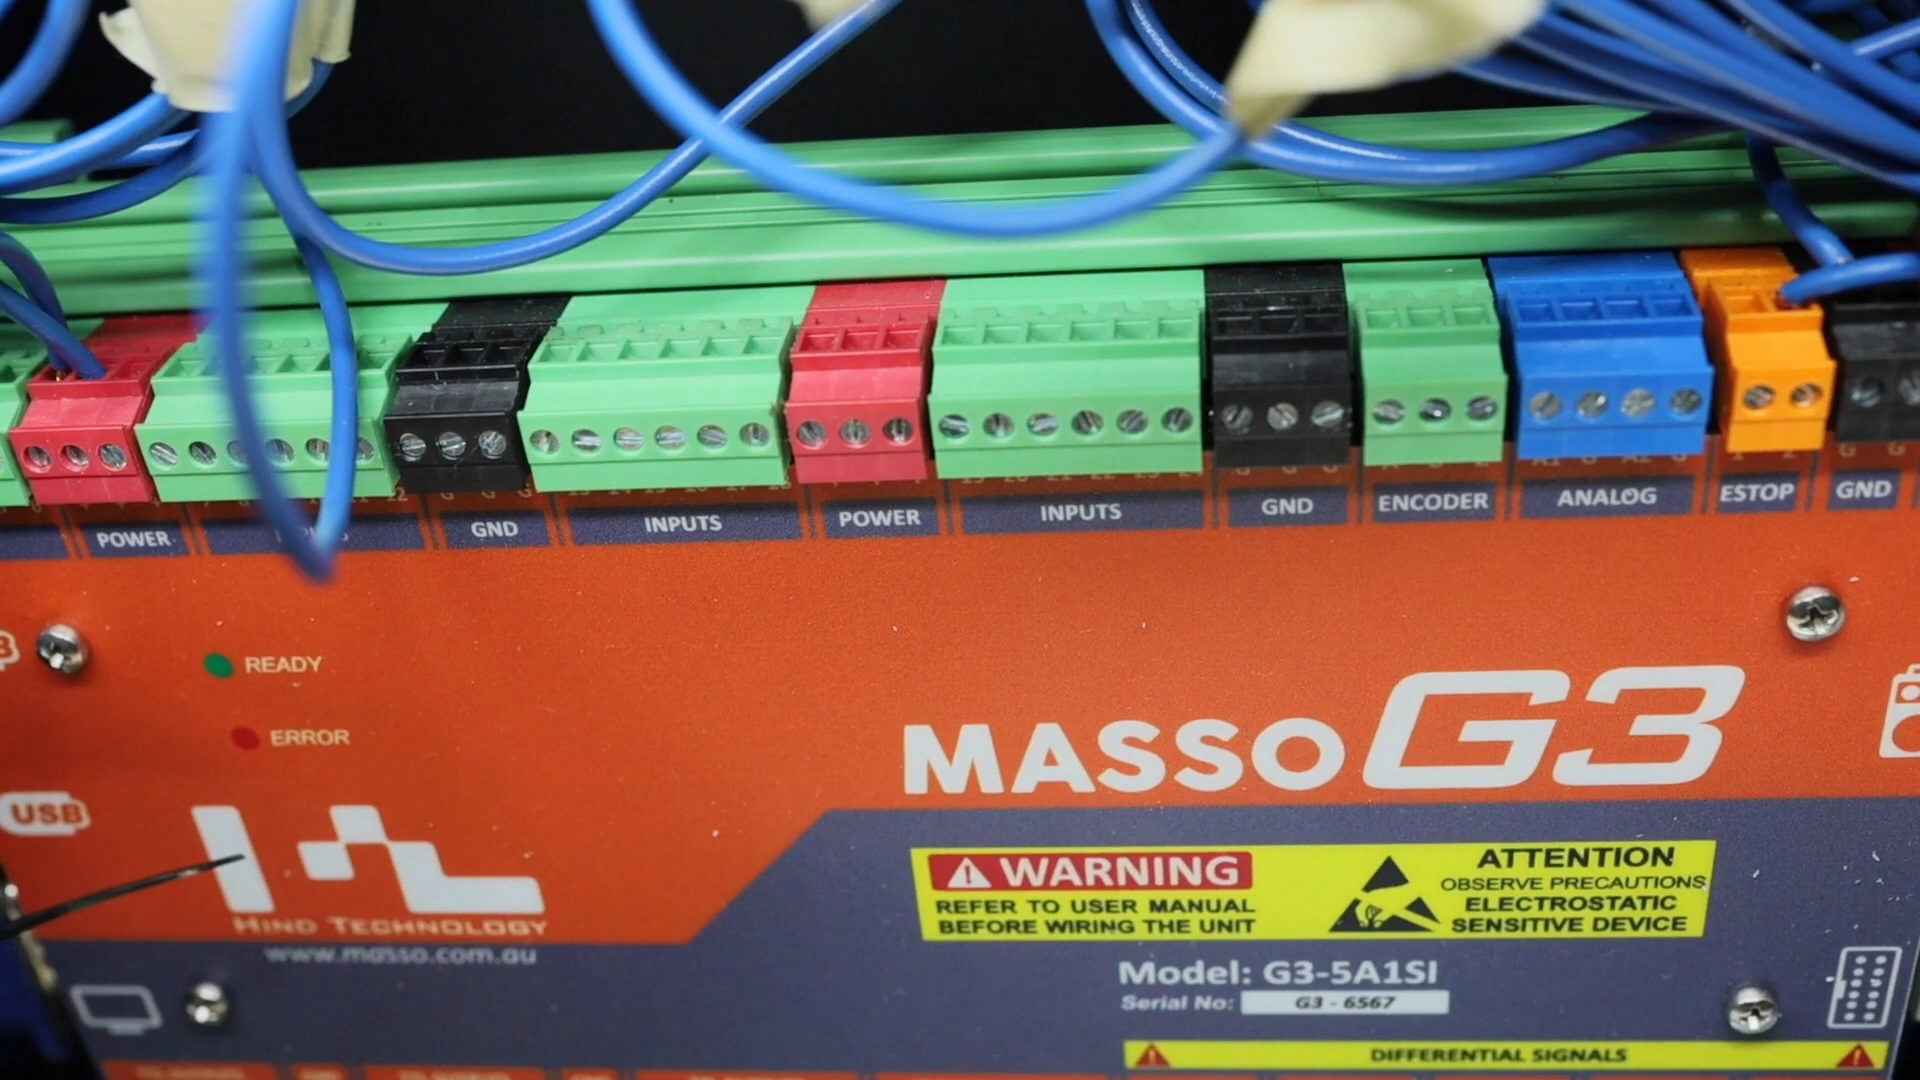 POWER
GND
INPUTS
POWER
INPUTS
GND
ENCODER
ANALOG
ESTOP
GND
READY
ERROR
USB
MASSO G3
HIND TECHNOLOGY
www.masso.com.au
WARNING
REFER TO USER MANUAL
BEFORE WIRING THE UNIT
ATTENTION
OBSERVE PRECAUTIONS
ELECTROSTATIC
SENSITIVE DEVICE
Model: G3-5A1SI
Serial No: G3 - 6567
DIFFERENTIAL SIGNALS